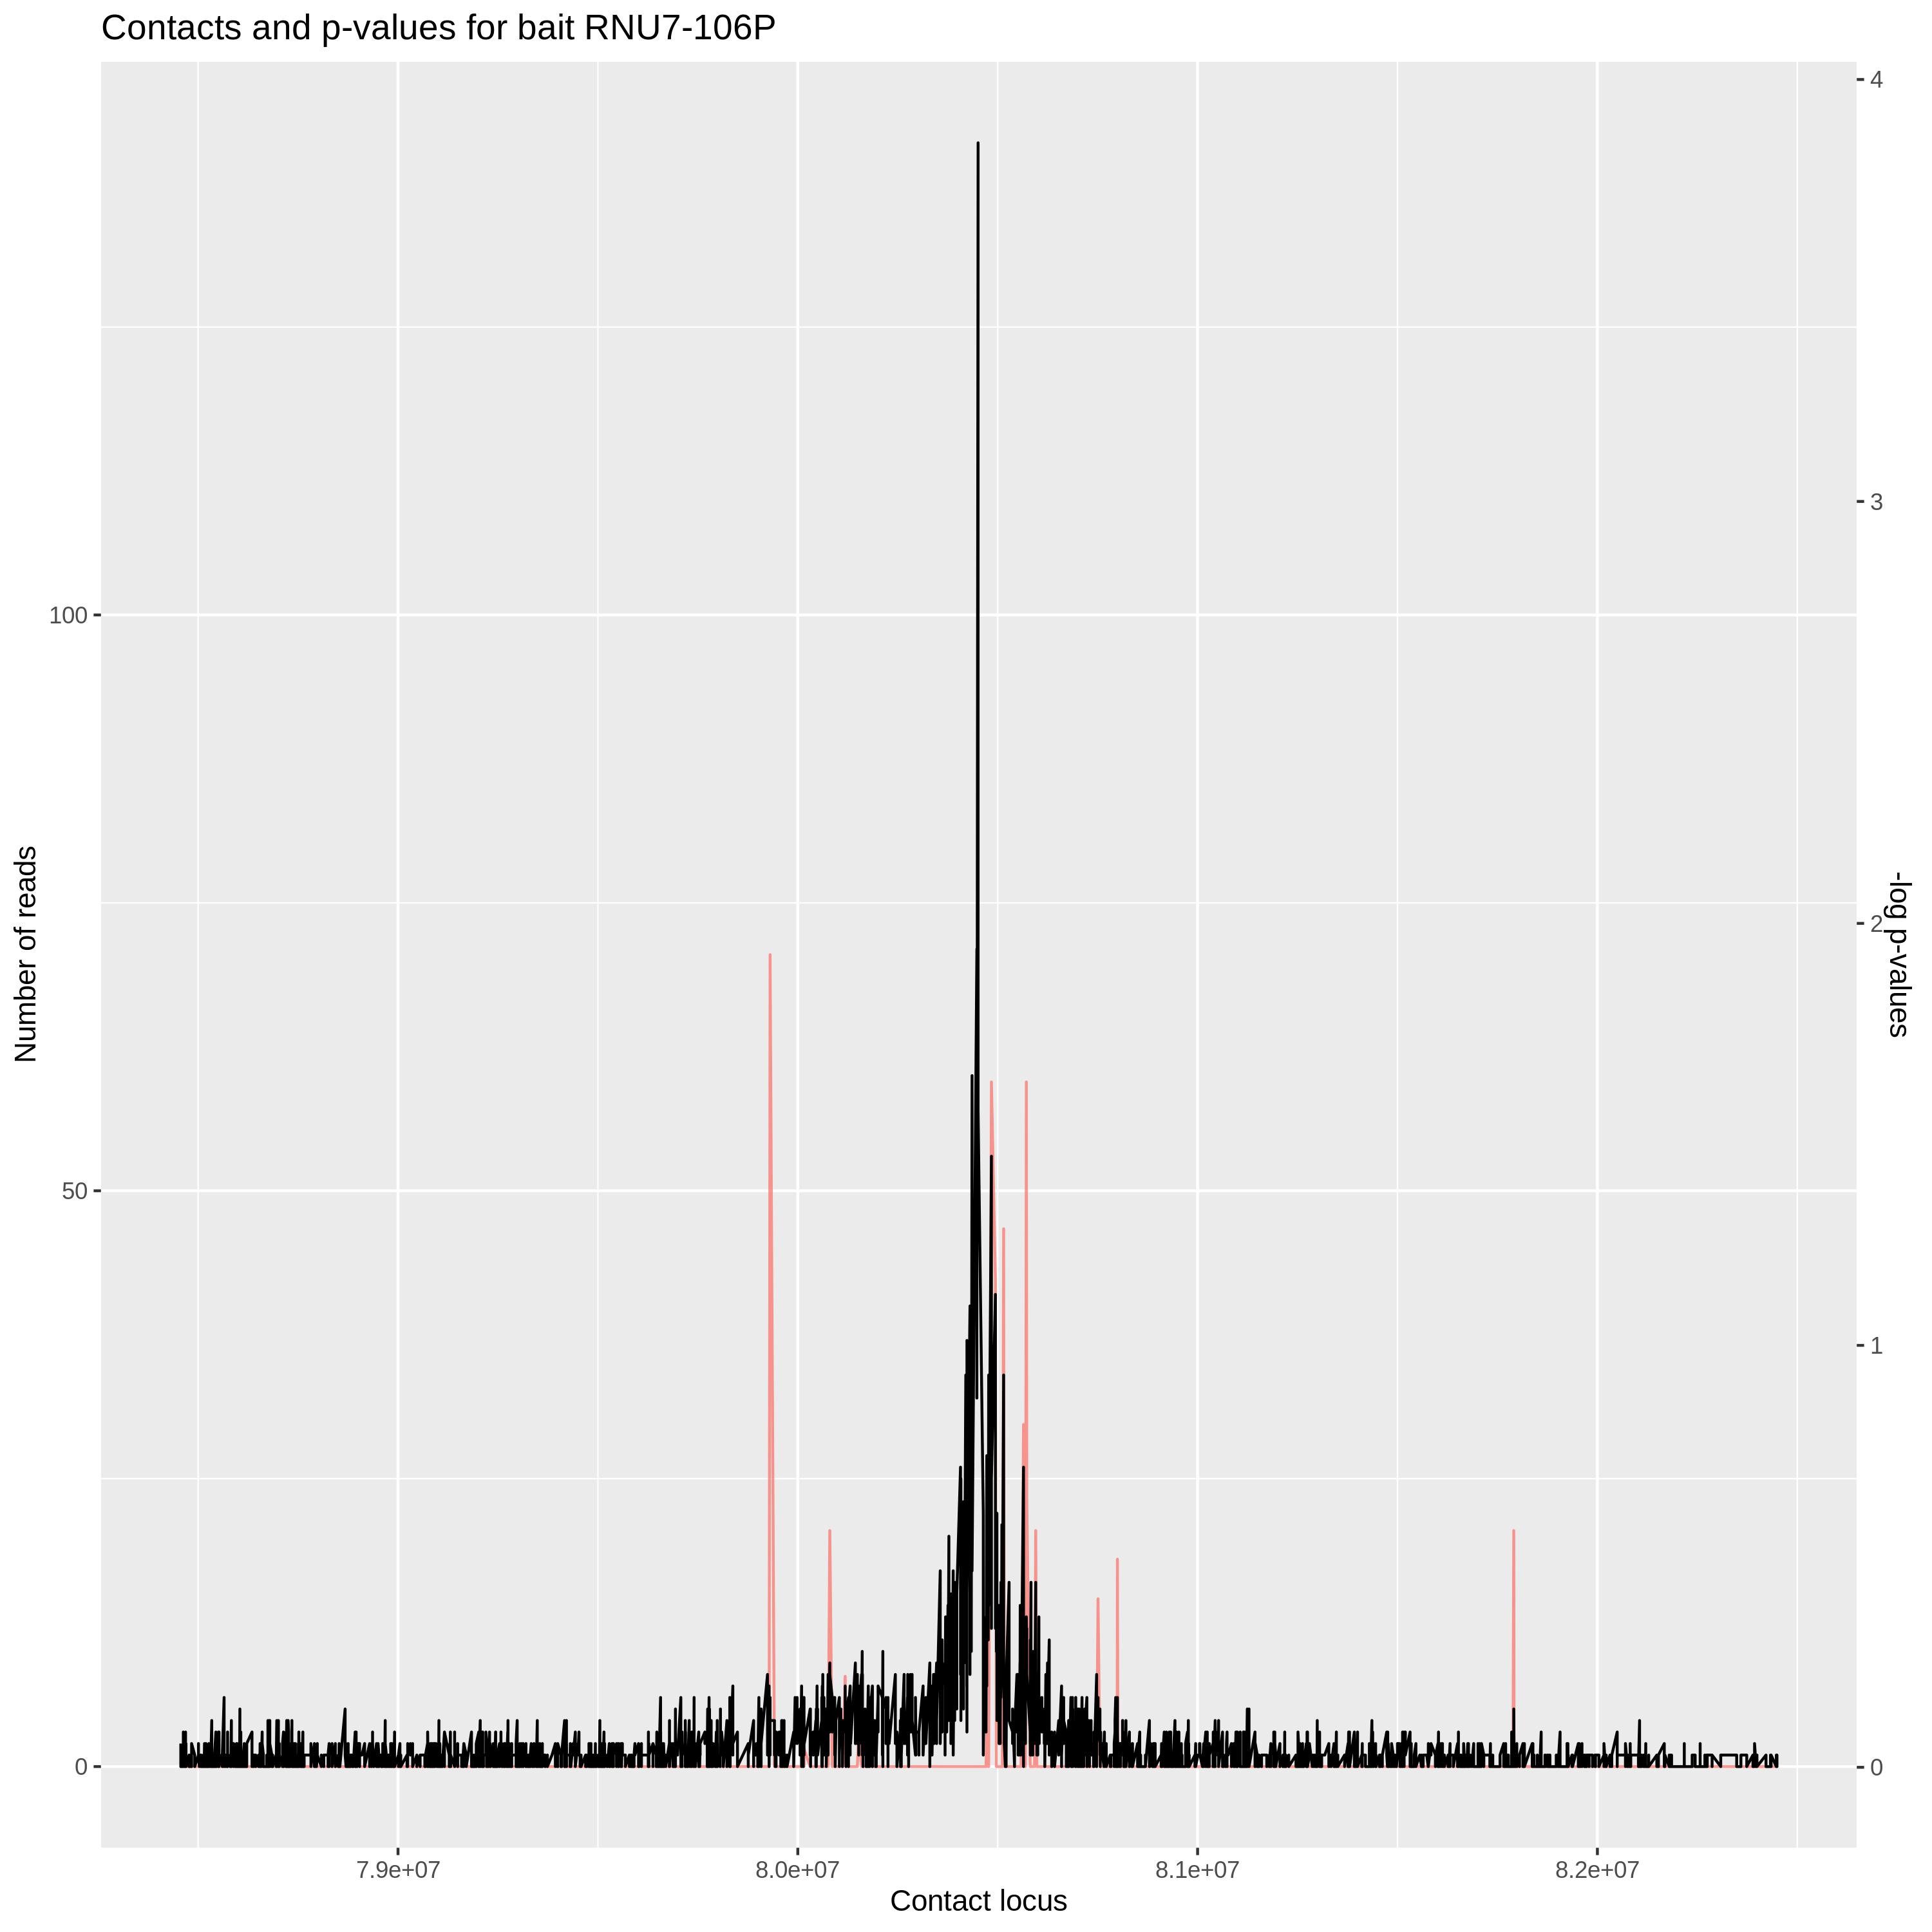 Contacts and p-values for bait RNU7-106P
Number of reads
100
50
0
4
3
2
1
0
-log p-values
7.9e+07
8.0e+07
8.1e+07
8.2e+07
Contact locus